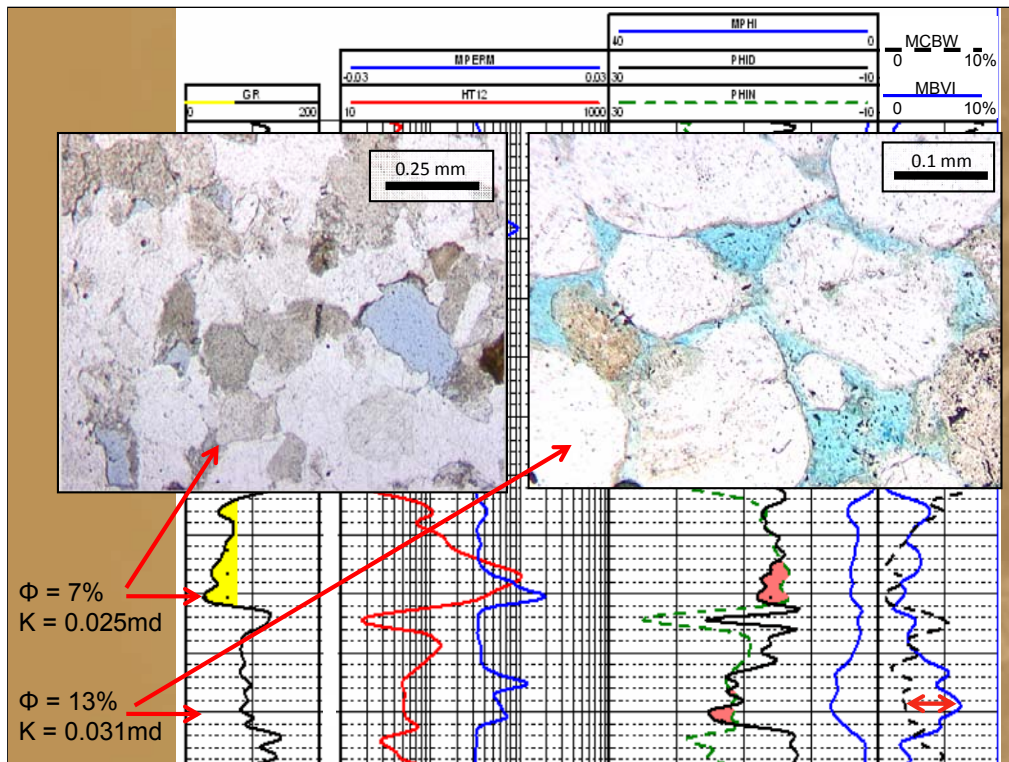 MPHI
40 0
MCBW
0 10%
MPERM
-0.03 0.03
PHID
30 -10
GR
0 200
HT12
10 1000
PHIN
30 -10
MBVI
0 10%
0.25 mm
0.1 mm
Φ = 7%
K = 0.025md
Φ = 13%
K = 0.031md